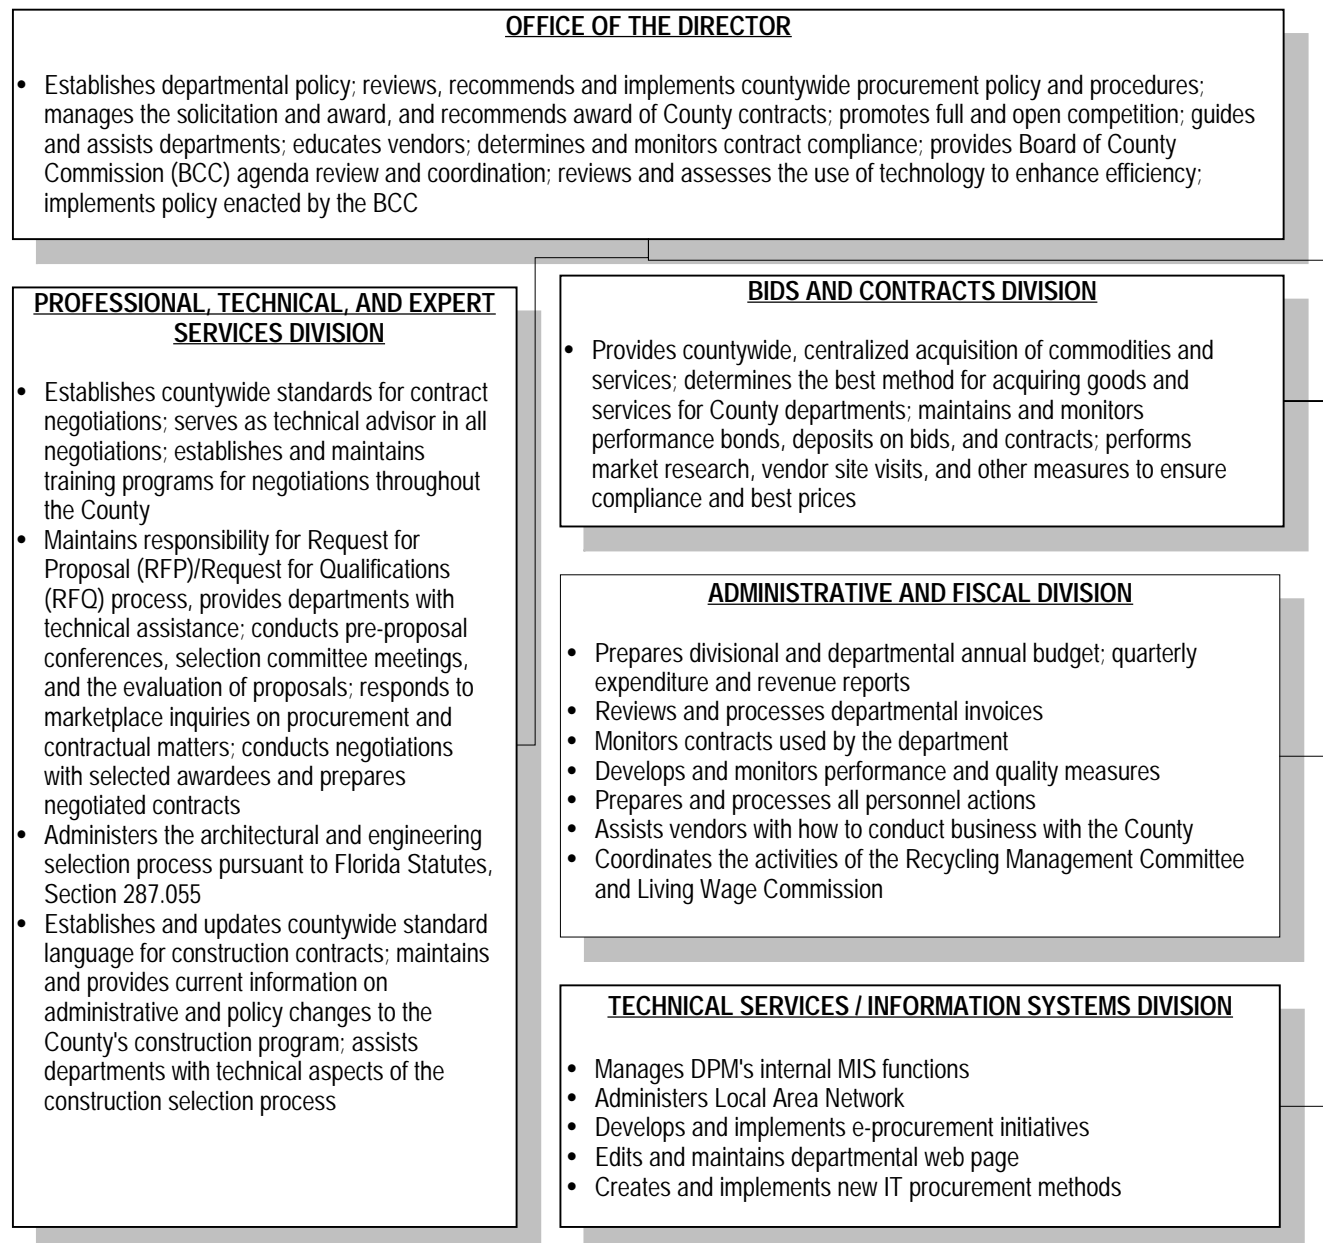 OFFICE OF THE DIRECTOR
• Establishes departmental policy; reviews, recommends and implements countywide procurement policy and procedures;
manages the solicitation and award, and recommends award of County contracts; promotes full and open competition; guides
and assists departments; educates vendors; determines and monitors contract compliance; provides Board of County
Commission (BCC) agenda review and coordination; reviews and assesses the use of technology to enhance efficiency;
implements policy enacted by the BCC
PROFESSIONAL, TECHNICAL, AND EXPERT
SERVICES DIVISION
• Establishes countywide standards for contract
negotiations; serves as technical advisor in all
negotiations; establishes and maintains
training programs for negotiations throughout
the County
• Maintains responsibility for Request for
Proposal (RFP)/Request for Qualifications
(RFQ) process, provides departments with
technical assistance; conducts pre-proposal
conferences, selection committee meetings,
and the evaluation of proposals; responds to
marketplace inquiries on procurement and
contractual matters; conducts negotiations
with selected awardees and prepares
negotiated contracts
• Administers the architectural and engineering
selection process pursuant to Florida Statutes,
Section 287.055
• Establishes and updates countywide standard
language for construction contracts; maintains
and provides current information on
administrative and policy changes to the
County's construction program; assists
departments with technical aspects of the
construction selection process
BIDS AND CONTRACTS DIVISION
• Provides countywide, centralized acquisition of commodities and
services; determines the best method for acquiring goods and
services for County departments; maintains and monitors
performance bonds, deposits on bids, and contracts; performs
market research, vendor site visits, and other measures to ensure
compliance and best prices
ADMINISTRATIVE AND FISCAL DIVISION
• Prepares divisional and departmental annual budget; quarterly
expenditure and revenue reports
• Reviews and processes departmental invoices
• Monitors contracts used by the department
• Develops and monitors performance and quality measures
• Prepares and processes all personnel actions
• Assists vendors with how to conduct business with the County
• Coordinates the activities of the Recycling Management Committee
and Living Wage Commission
TECHNICAL SERVICES / INFORMATION SYSTEMS DIVISION
• Manages DPM's internal MIS functions
• Administers Local Area Network
• Develops and implements e-procurement initiatives
• Edits and maintains departmental web page
• Creates and implements new IT procurement methods